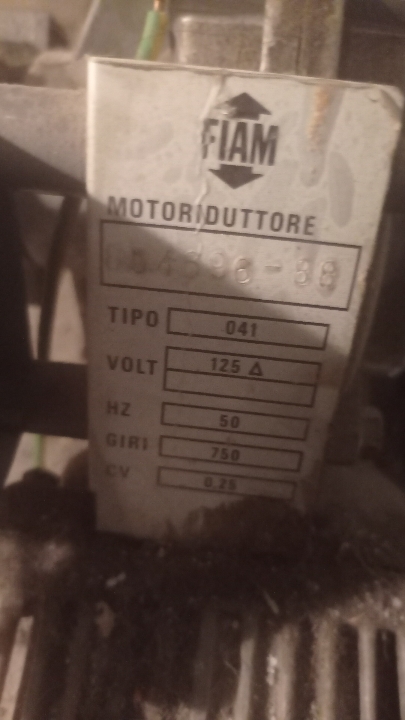 FIAM
MOTORIDUTTORE
TIPO 041
VOLT 125 Δ
HZ 50
GIRI 750
CV 0.25